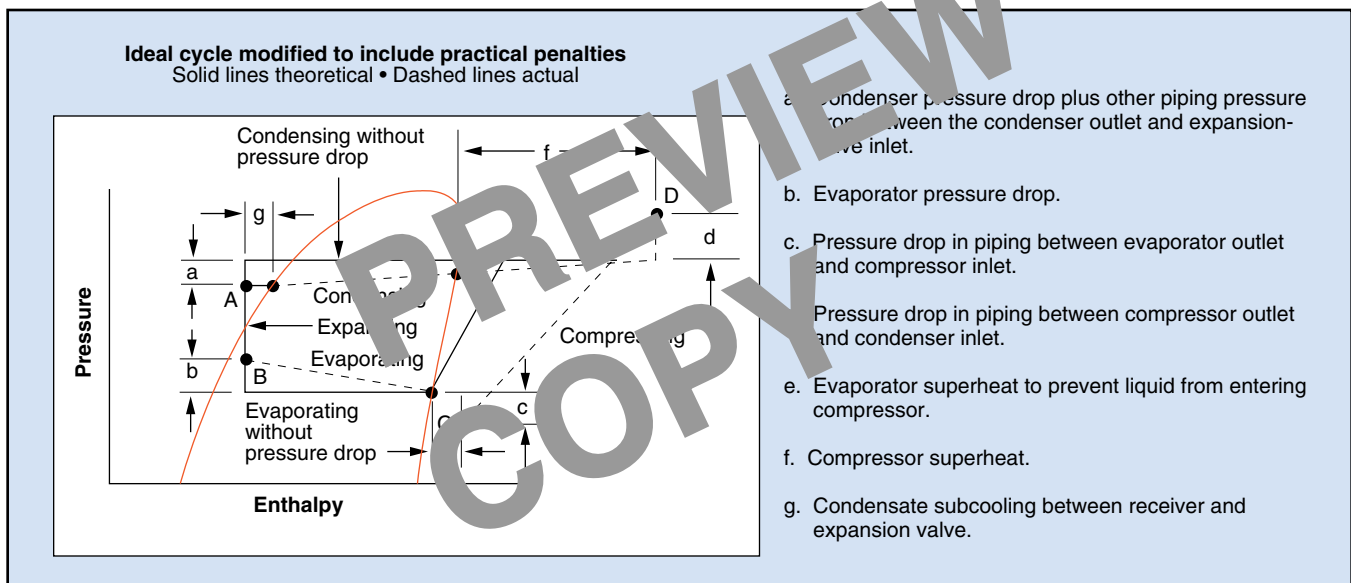 Ideal cycle modified to include practical penalties
Solid lines theoretical • Dashed lines actual
PREVIEW
COPY
Condensing without
pressure drop
f
g
D
d
a
A
Condensing
Expanding
Compressing
Evaporating
b
B
c
C
Evaporating
without
pressure drop
Pressure
Enthalpy
a. Condenser pressure drop plus other piping pressure
between the condenser outlet and expansion-
inlet.
b. Evaporator pressure drop.
c. Pressure drop in piping between evaporator outlet
and compressor inlet.
Pressure drop in piping between compressor outlet
and condenser inlet.
e. Evaporator superheat to prevent liquid from entering
compressor.
f. Compressor superheat.
g. Condensate subcooling between receiver and
expansion valve.